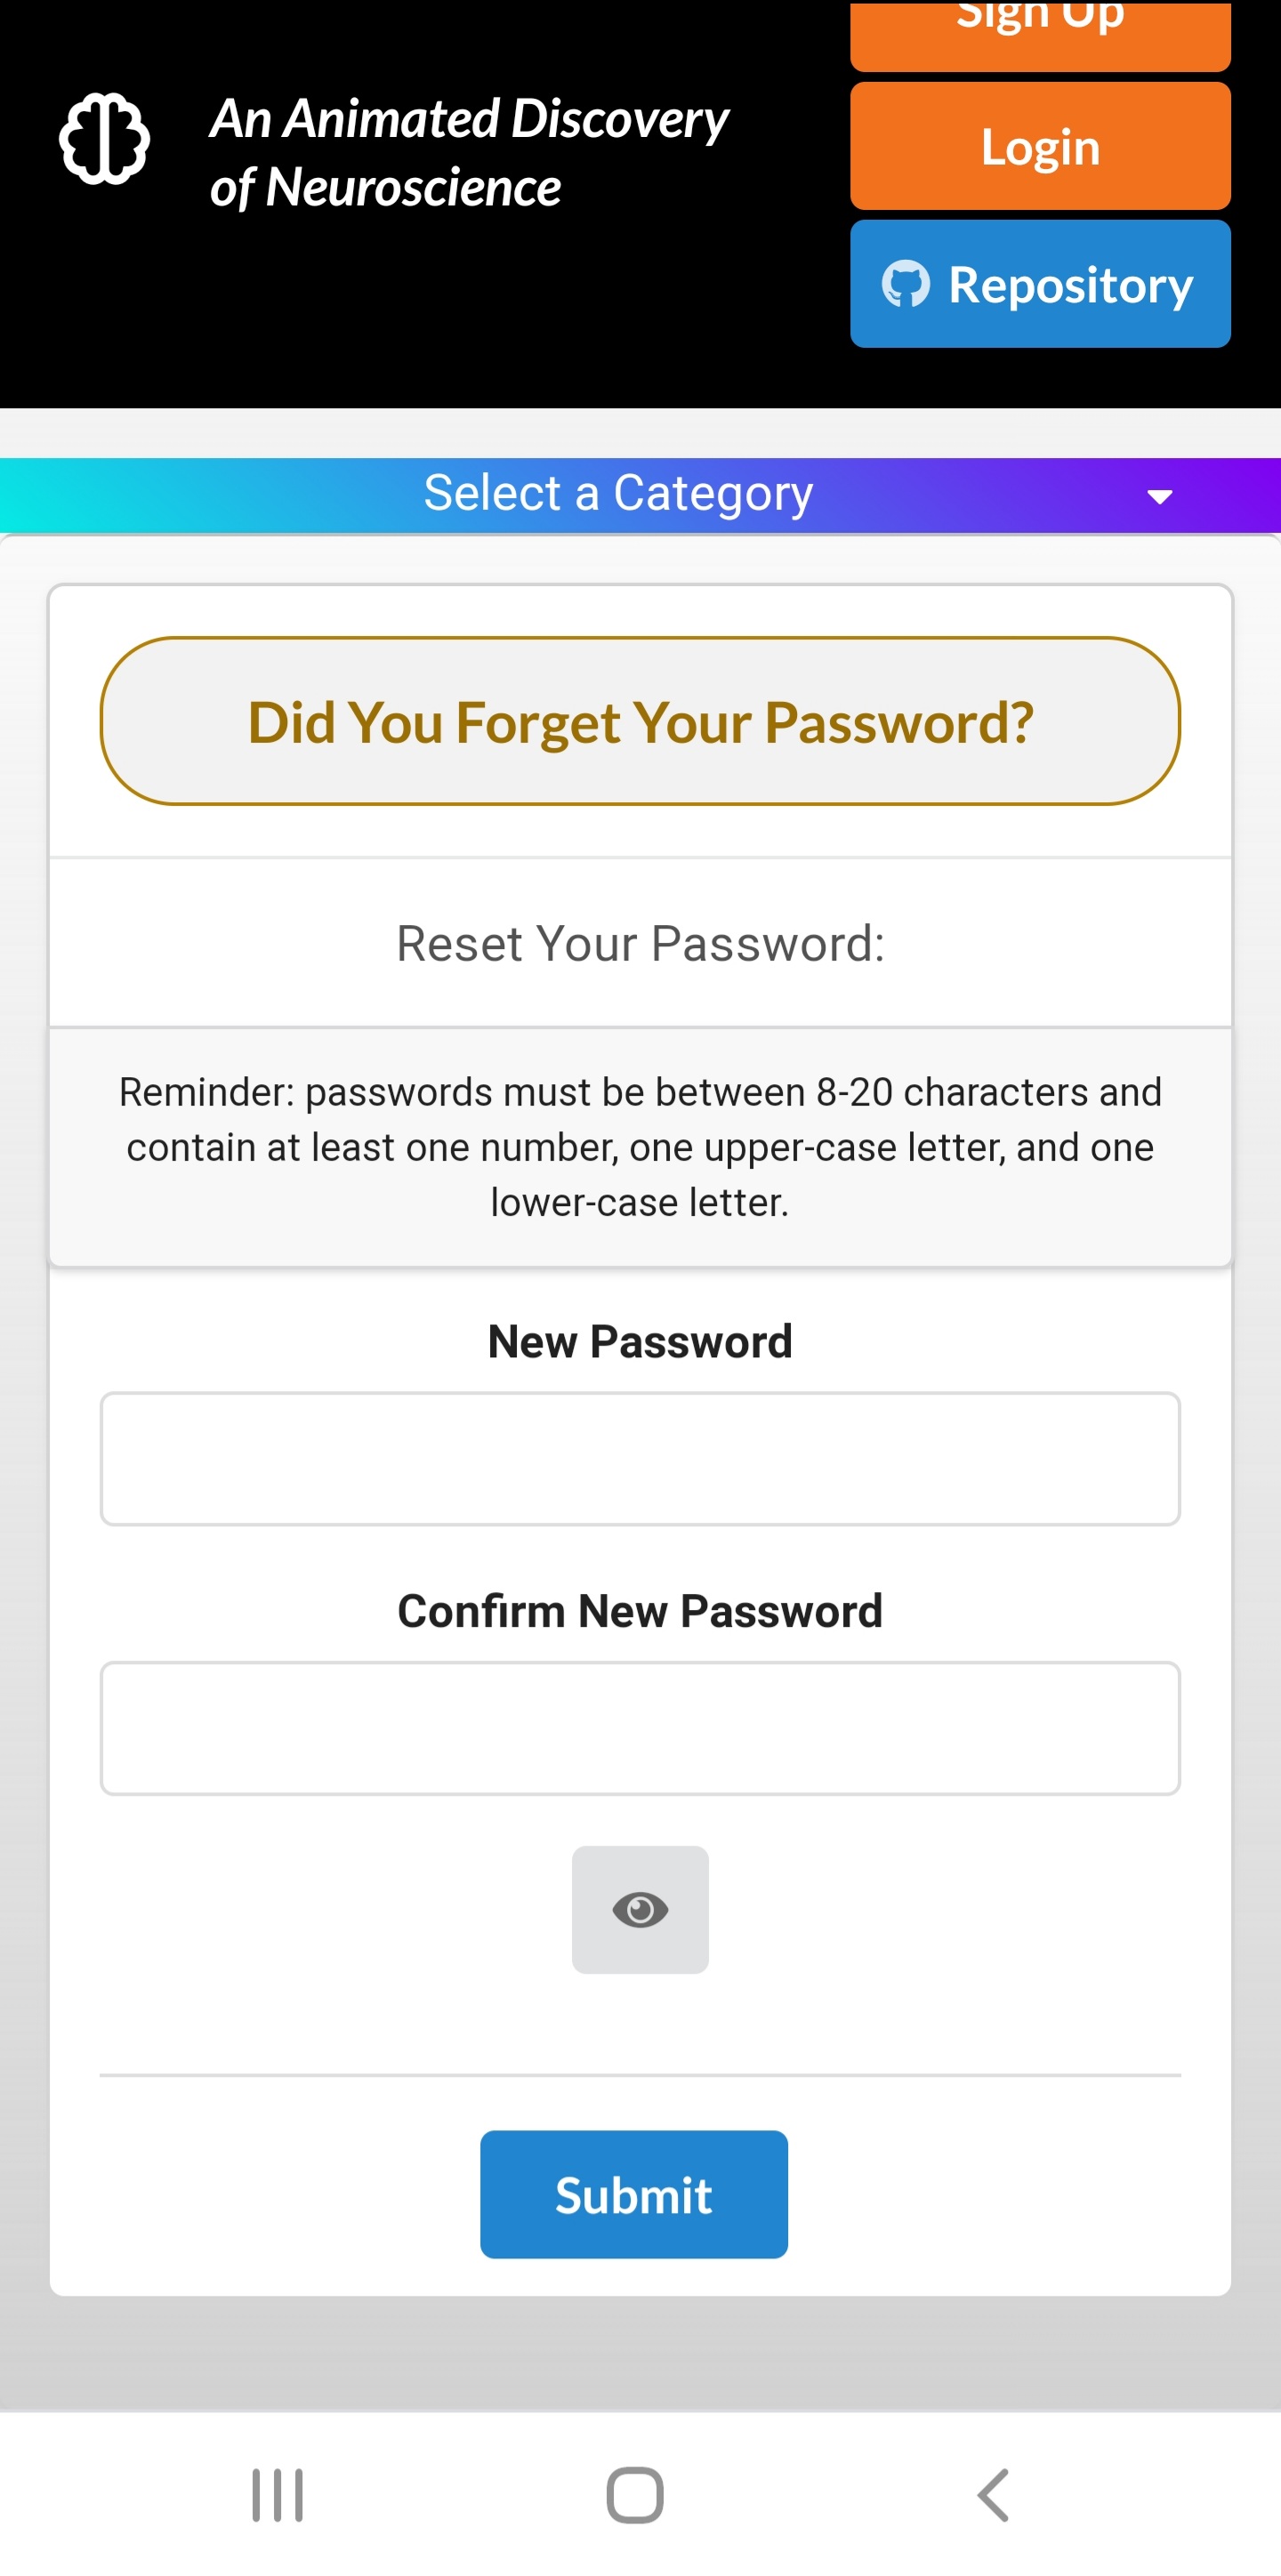 Sign Up
An Animated Discovery
of Neuroscience
Login
Repository
Select a Category
Did You Forget Your Password?
Reset Your Password:
Reminder: passwords must be between 8-20 characters and
contain at least one number, one upper-case letter, and one
lower-case letter.
New Password
Confirm New Password
Submit